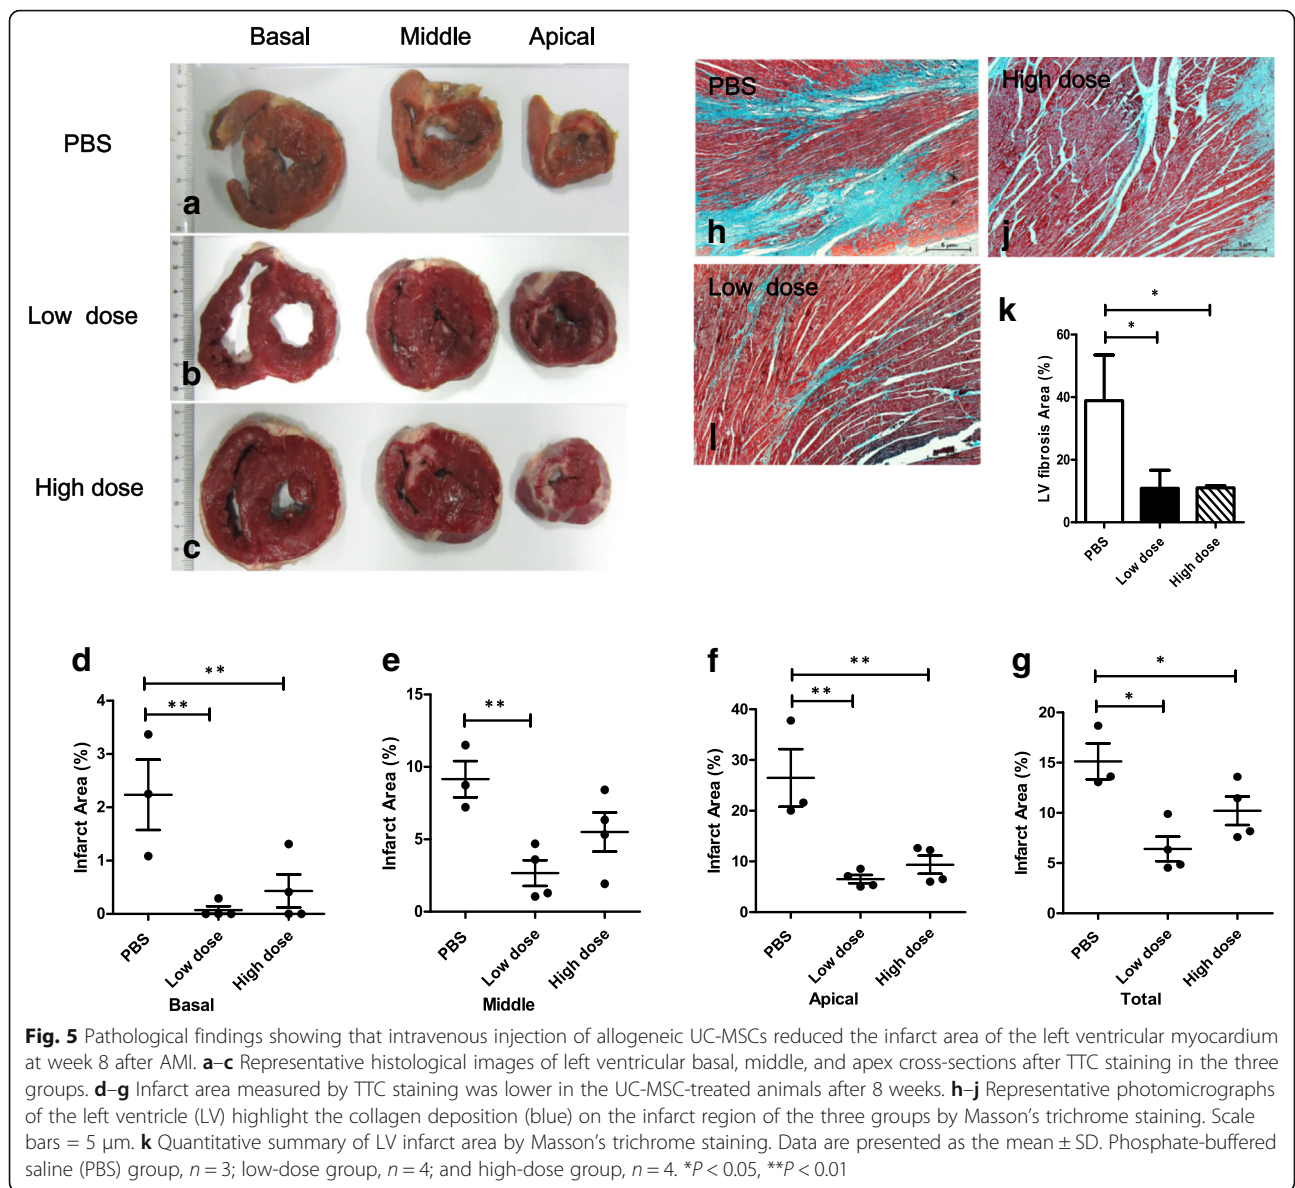 Basal Middle Apical
PBS
a
Low dose
b
High dose
c
PBS
h
High dose
j
5 µm
Low dose
l
k
* 
*
LV fibrosis Area (%)
60
40
20
0
PBS Low dose High dose
d
**
**
Infarct Area (%)
4
3
2
1
0
PBS Low dose High dose
Basal
e
**
Infarct Area (%)
15
10
5
0
PBS Low dose High dose
Middle
f
**
**
Infarct Area (%)
40
30
20
10
0
PBS Low dose High dose
Apical
g
*
*
Infarct Area (%)
20
15
10
5
0
PBS Low dose High dose
Total
Fig. 5 Pathological findings showing that intravenous injection of allogeneic UC-MSCs reduced the infarct area of the left ventricular myocardium
at week 8 after AMI. a–c Representative histological images of left ventricular basal, middle, and apex cross-sections after TTC staining in the three
groups. d–g Infarct area measured by TTC staining was lower in the UC-MSC-treated animals after 8 weeks. h–j Representative photomicrographs
of the left ventricle (LV) highlight the collagen deposition (blue) on the infarct region of the three groups by Masson’s trichrome staining. Scale
bars = 5 μm. k Quantitative summary of LV infarct area by Masson’s trichrome staining. Data are presented as the mean ± SD. Phosphate-buffered
saline (PBS) group, n = 3; low-dose group, n = 4; and high-dose group, n = 4. *P < 0.05, **P < 0.01